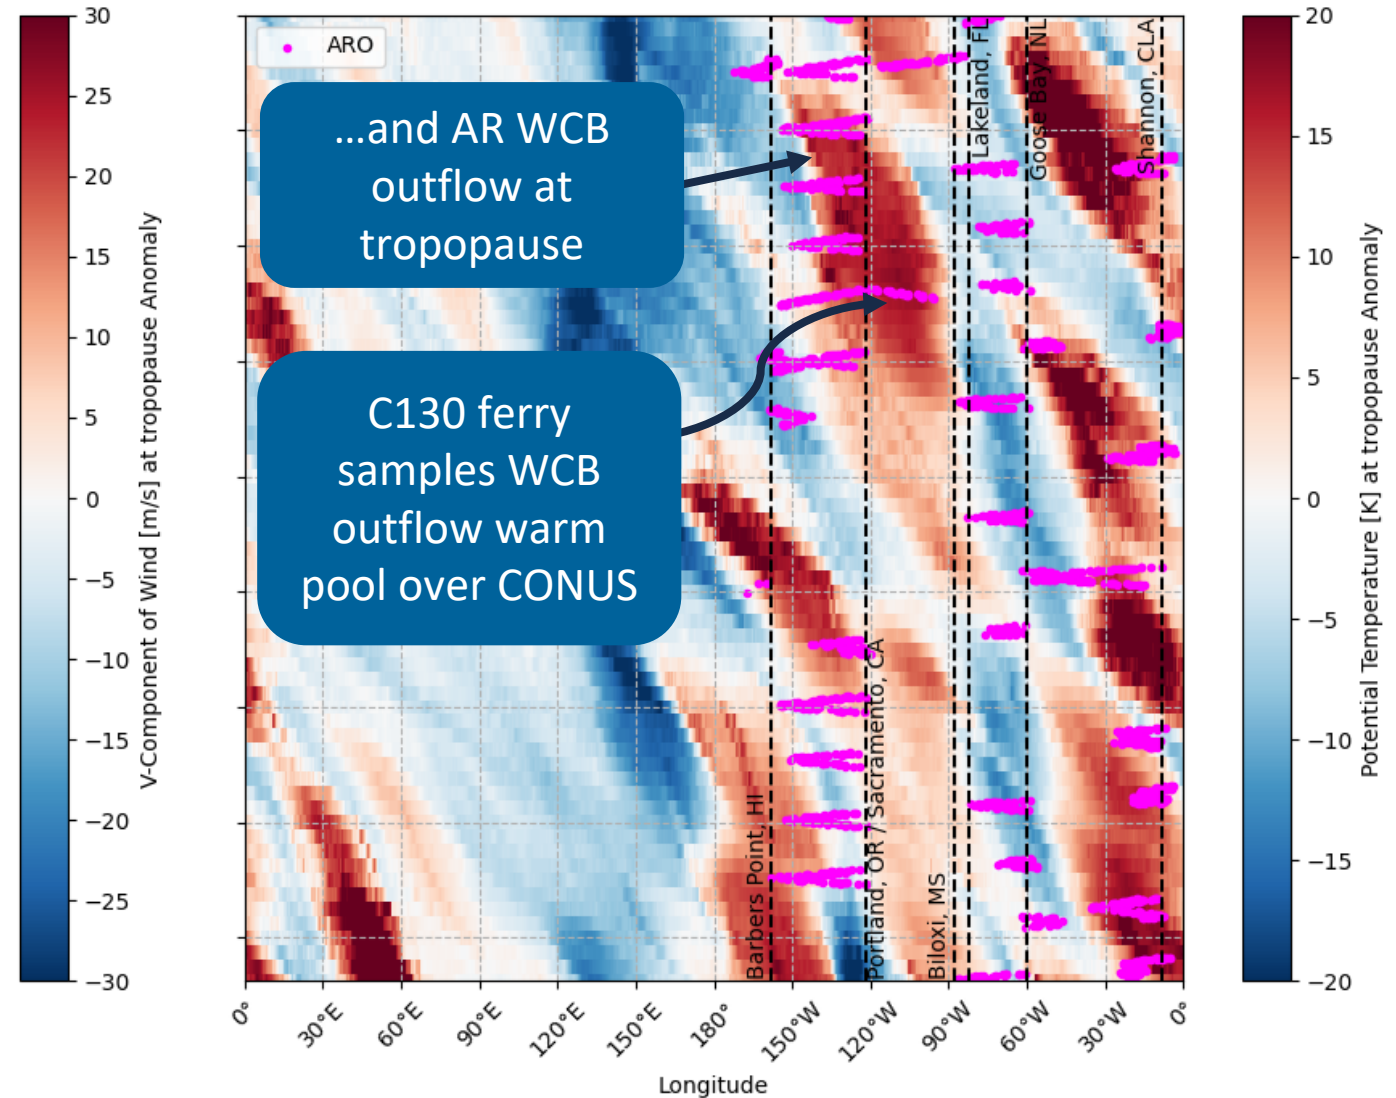 30
25
20
15
10
5
0
−5
−10
−15
−20
−25
−30
V-Component of Wind [m/s] at tropopause Anomaly
ARO
...and AR WCB
outflow at
tropopause
C130 ferry
samples WCB
outflow warm
pool over CONUS
Barbers Point, HI
Portland, OR / Sacramento, CA
Biloxi, MS
Lakeland, FL
Goose Bay, NL
Shannon, CLA
0°
30°E
60°E
90°E
120°E
150°E
180°
150°W
120°W
90°W
60°W
30°W
0°
Longitude
20
15
10
5
0
−5
−10
−15
−20
Potential Temperature [K] at tropopause Anomaly